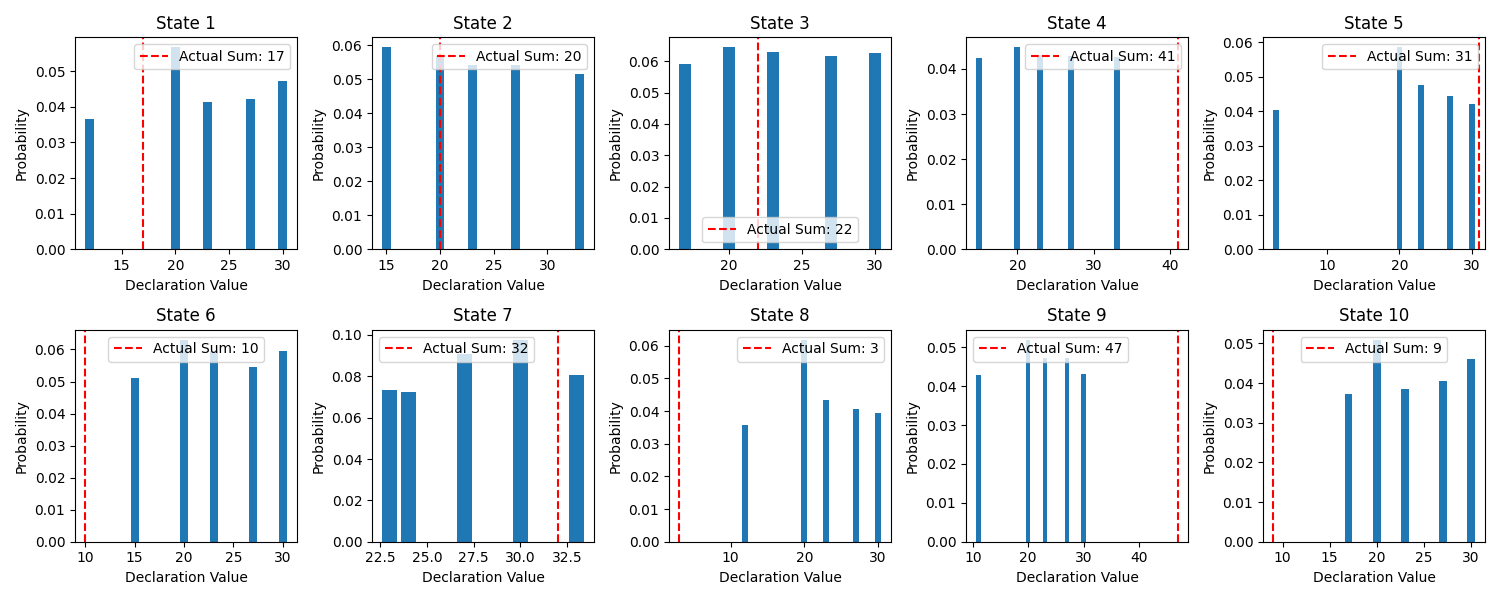 State 1
Probability
0.05
0.04
0.03
0.02
0.01
0.00
Actual Sum: 17
15 20 25 30
Declaration Value
State 2
Probability
0.06
0.05
0.04
0.03
0.02
0.01
0.00
Actual Sum: 20
15 20 25 30
Declaration Value
State 3
Probability
0.06
0.05
0.04
0.03
0.02
0.01
0.00
Actual Sum: 22
20 25 30
Declaration Value
State 4
Probability
0.04
0.03
0.02
0.01
0.00
Actual Sum: 41
20 30 40
Declaration Value
State 5
Probability
0.06
0.05
0.04
0.03
0.02
0.01
0.00
Actual Sum: 31
10 20 30
Declaration Value
State 6
Probability
0.06
0.05
0.04
0.03
0.02
0.01
0.00
Actual Sum: 10
10 15 20 25 30
Declaration Value
State 7
Probability
0.10
0.08
0.06
0.04
0.02
0.00
Actual Sum: 32
22.5 25.0 27.5 30.0 32.5
Declaration Value
State 8
Probability
0.06
0.05
0.04
0.03
0.02
0.01
0.00
Actual Sum: 3
10 20 30
Declaration Value
State 9
Probability
0.05
0.04
0.03
0.02
0.01
0.00
Actual Sum: 47
10 20 30 40
Declaration Value
State 10
Probability
0.05
0.04
0.03
0.02
0.01
0.00
Actual Sum: 9
10 15 20 25 30
Declaration Value